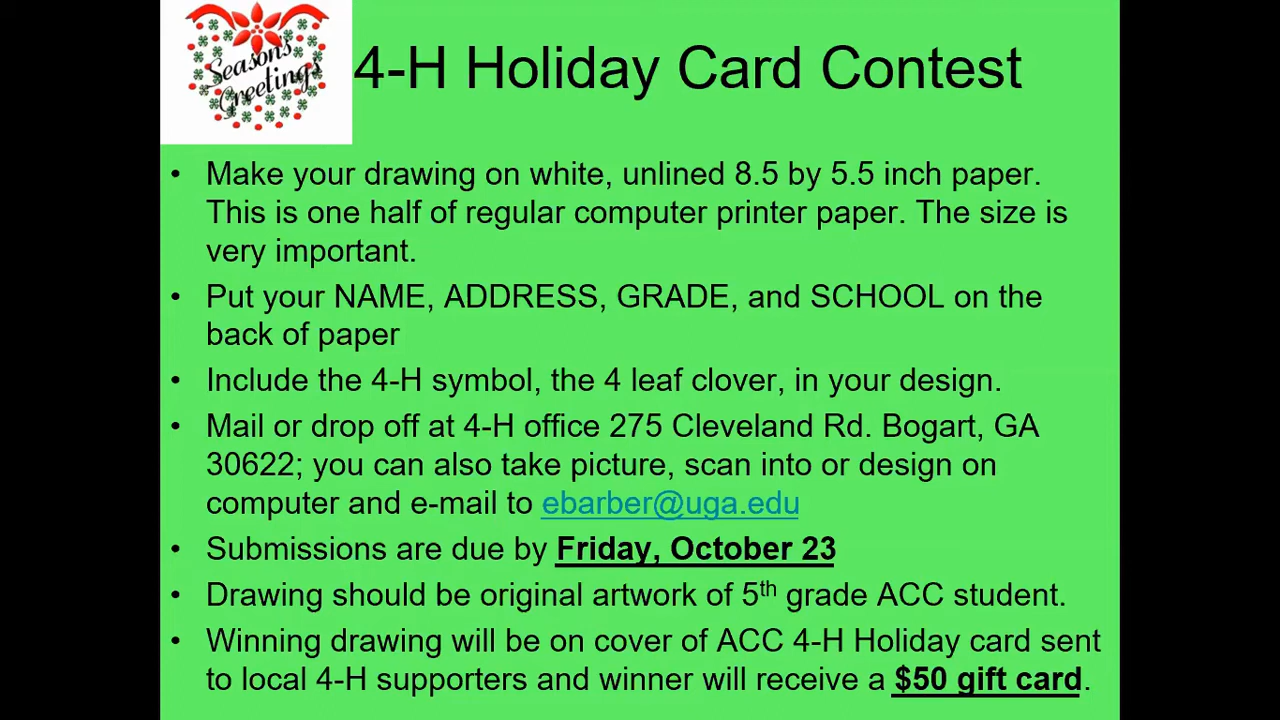 Season's
Greetings
4-H Holiday Card Contest
• Make your drawing on white, unlined 8.5 by 5.5 inch paper.
This is one half of regular computer printer paper. The size is
very important.
• Put your NAME, ADDRESS, GRADE, and SCHOOL on the
back of paper
• Include the 4-H symbol, the 4 leaf clover, in your design.
• Mail or drop off at 4-H office 275 Cleveland Rd. Bogart, GA
30622; you can also take picture, scan into or design on
computer and e-mail to ebarber@uga.edu
• Submissions are due by Friday, October 23
• Drawing should be original artwork of 5th grade ACC student.
• Winning drawing will be on cover of ACC 4-H Holiday card sent
to local 4-H supporters and winner will receive a $50 gift card.